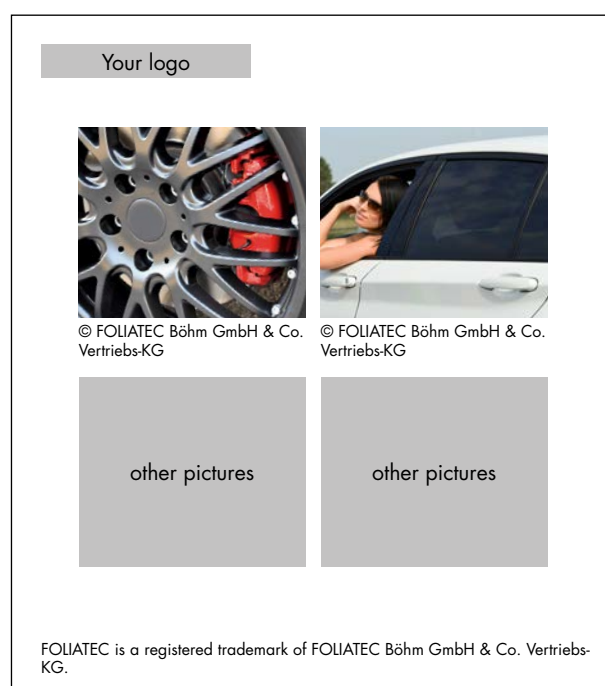 Your logo
© FOLIATEC Böhm GmbH & Co.
Vertriebs-KG
© FOLIATEC Böhm GmbH & Co.
Vertriebs-KG
other pictures
other pictures
FOLIATEC is a registered trademark of FOLIATEC Böhm GmbH & Co. Vertriebs-
KG.